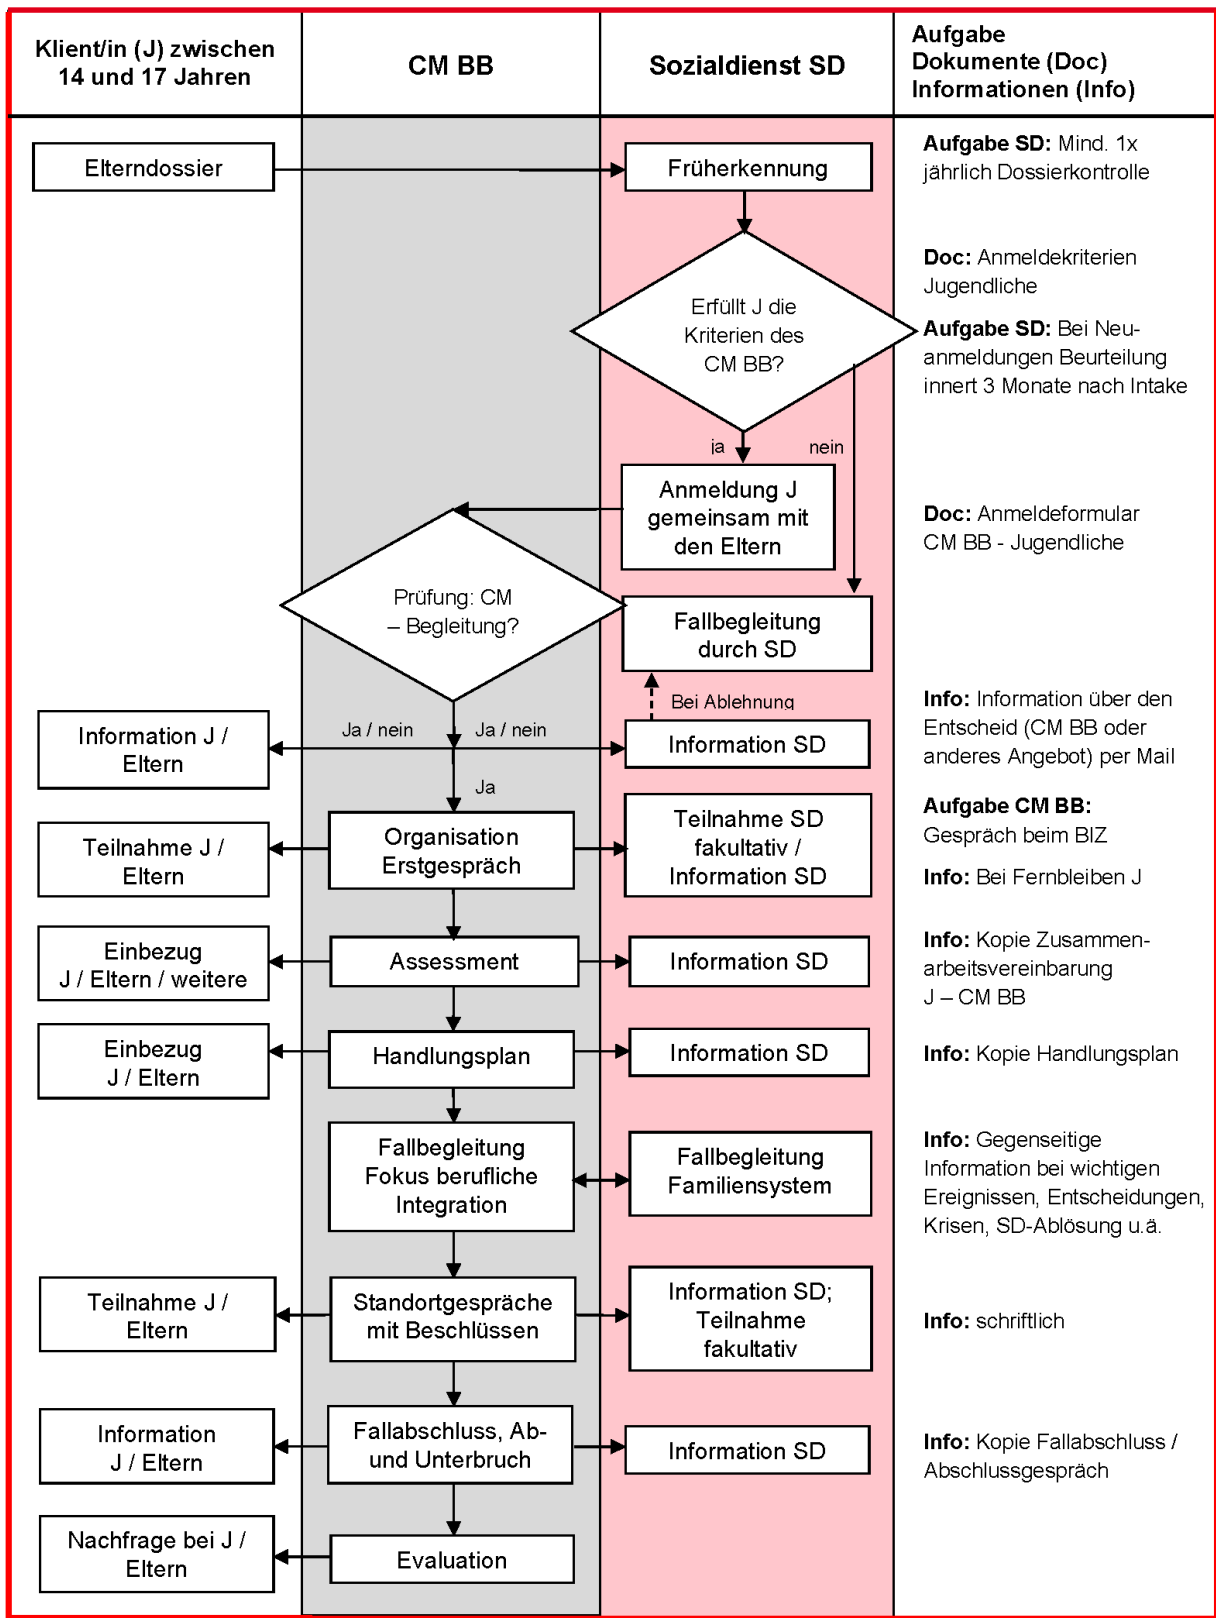 Klient/in (J) zwischen
14 und 17 Jahren
CM BB
Sozialdienst SD
Aufgabe
Dokumente (Doc)
Informationen (Info)
Elterndossier
Früherkennung
Aufgabe SD: Mind. 1x
jährlich Dossierkontrolle
Erfüllt J die
Kriterien des
CM BB?
Doc: Anmeldekriterien
Jugendliche
Aufgabe SD: Bei Neu-
anmeldungen Beurteilung
innert 3 Monate nach Intake
ja
nein
Anmeldung J
gemeinsam mit
den Eltern
Doc: Anmeldeformular
CM BB - Jugendliche
Prüfung: CM
– Begleitung?
Fallbegleitung
durch SD
Bei Ablehnung
Information J /
Eltern
Ja / nein
Ja / nein
Information SD
Info: Information über den
Entscheid (CM BB oder
anderes Angebot) per Mail
Ja
Teilnahme J /
Eltern
Organisation
Erstgespräch
Teilnahme SD
fakultativ /
Information SD
Aufgabe CM BB:
Gespräch beim BIZ
Info: Bei Fernbleiben J
Einbezug
J / Eltern / weitere
Assessment
Information SD
Info: Kopie Zusammen-
arbeitsvereinbarung
J – CM BB
Einbezug
J / Eltern
Handlungsplan
Information SD
Info: Kopie Handlungsplan
Fallbegleitung
Fokus berufliche
Integration
Fallbegleitung
Familiensystem
Info: Gegenseitige
Information bei wichtigen
Ereignissen, Entscheidungen,
Krisen, SD-Ablösung u.ä.
Teilnahme J /
Eltern
Standortgespräche
mit Beschlüssen
Information SD;
Teilnahme
fakultativ
Info: schriftlich
Information
J / Eltern
Fallabschluss, Ab-
und Unterbruch
Information SD
Info: Kopie Fallabschluss /
Abschlussgespräch
Nachfrage bei J /
Eltern
Evaluation